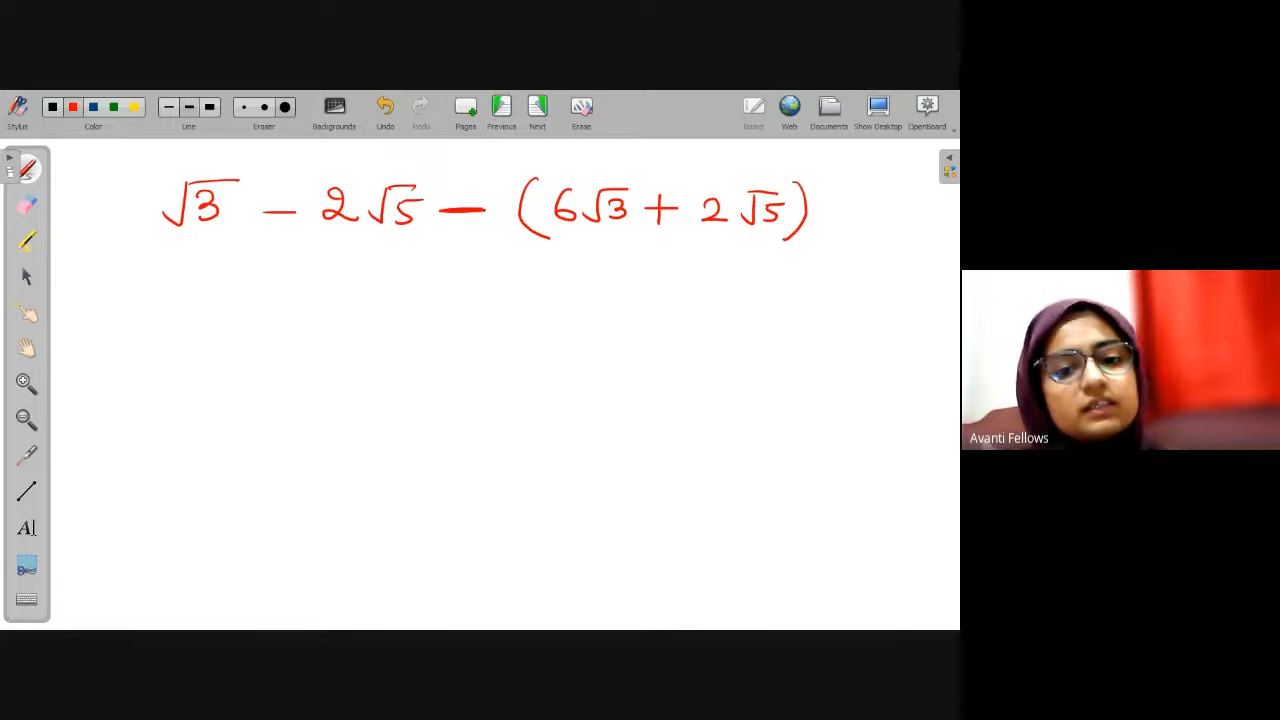 Stylus Color Line Eraser Backgrounds Undo Redo Pages Previous Next Erase Board Web Documents Show Desktop OpenBoard
√3 - 2√5 - (6√3 + 2√5)
A
Avanti Fellows